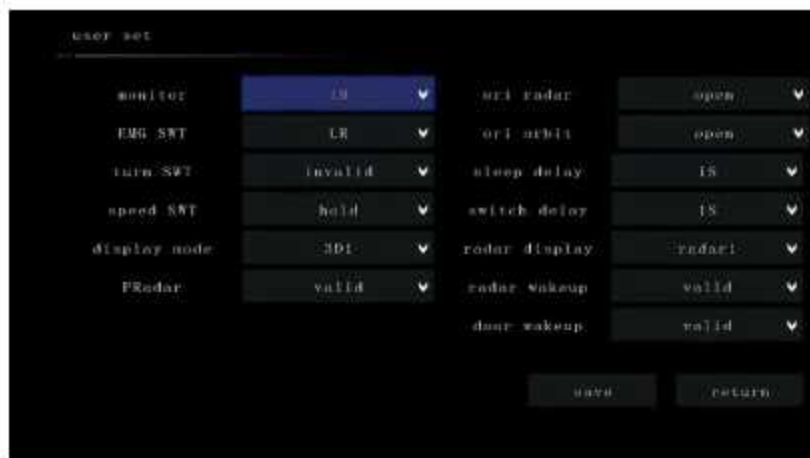 user set
monitor ori radar open
EMG SWT LR ori orbit open
turn SWT invalid sleep delay 1S
speed SWT hold switch delay 1S
display mode 3D1 radar display radar1
FRadar valid radar wakeup valid
door wakeup valid
save return